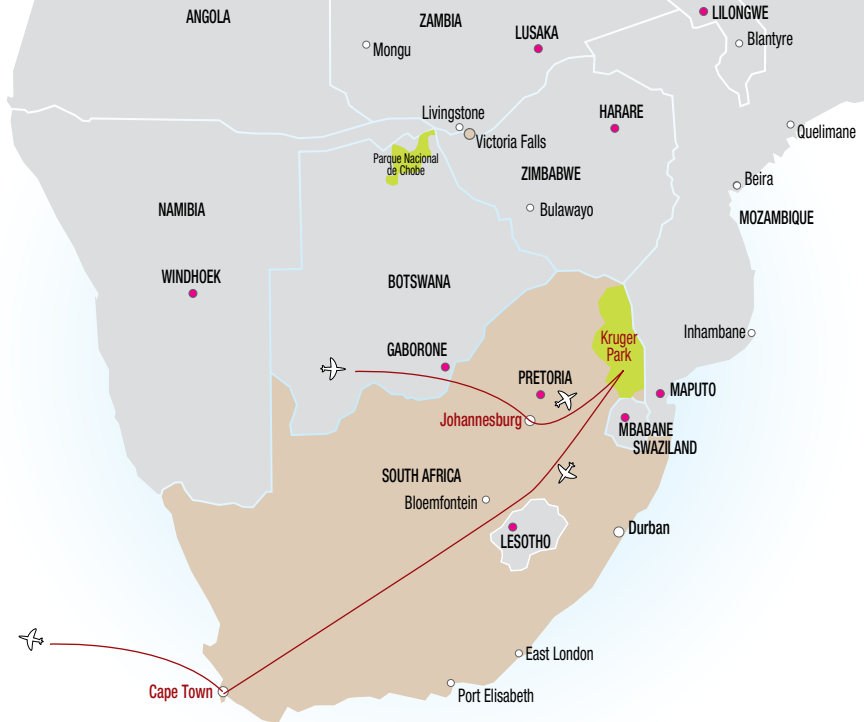 ANGOLA
ZAMBIA
LILONGWE
LUSAKA
Blantyre
Mongu
Livingstone
HARARE
Quelimane
Victoria Falls
Parque Nacional
de Chobe
ZIMBABWE
Beira
NAMIBIA
Bulawayo
MOZAMBIQUE
WINDHOEK
BOTSWANA
Inhambane
Kruger
Park
GABORONE
PRETORIA
MAPUTO
Johannesburg
MBABANE
SWAZILAND
SOUTH AFRICA
Bloemfontein
Durban
LESOTHO
East London
Cape Town
Port Elisabeth